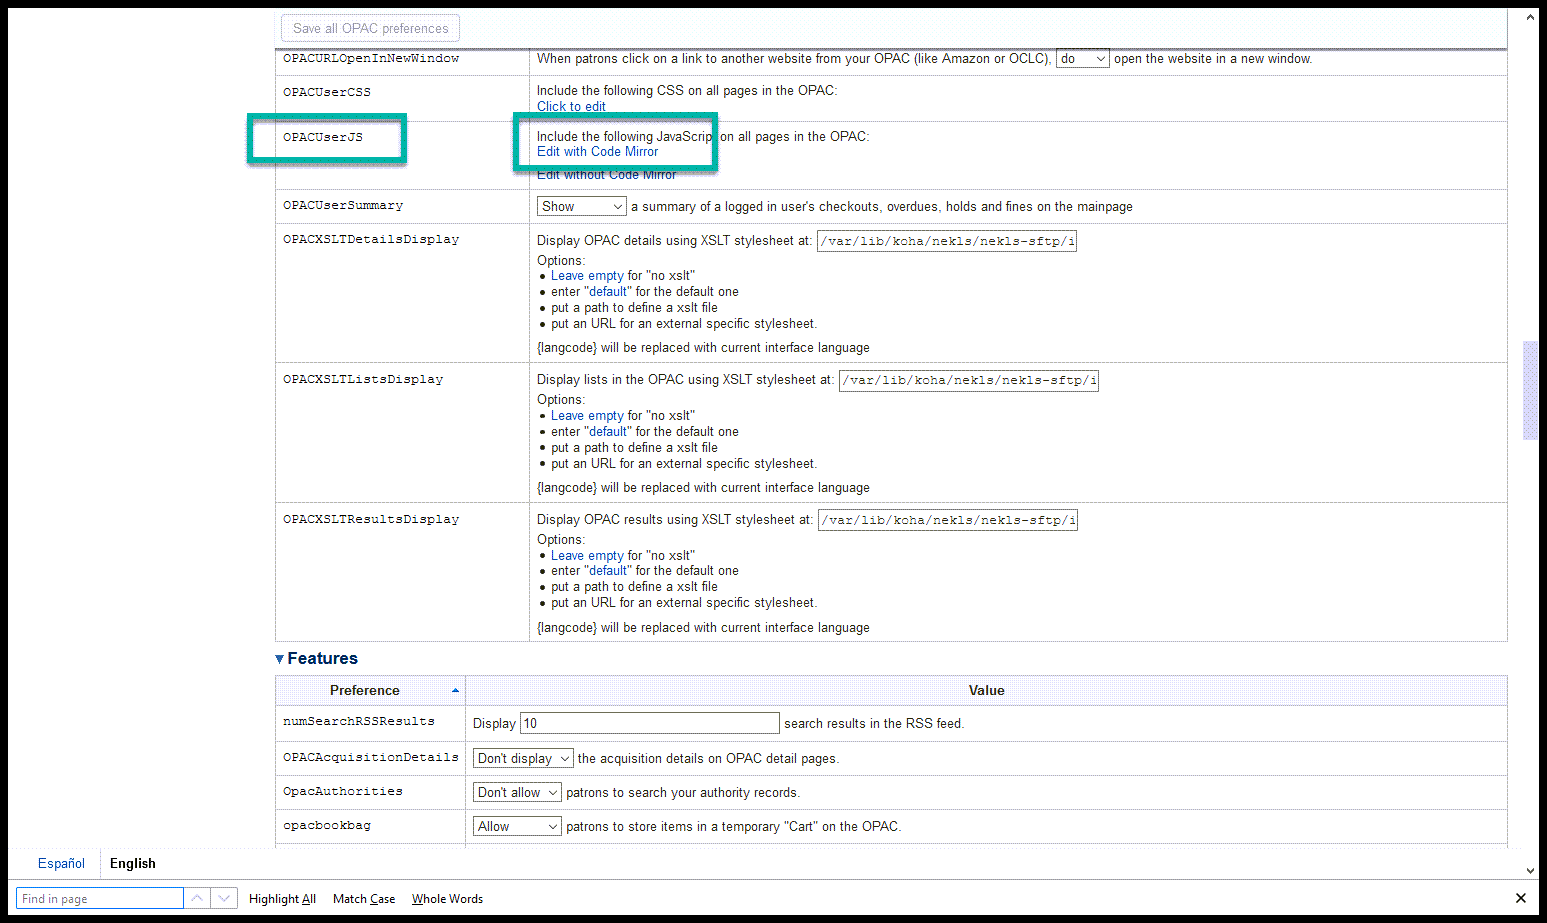 Save all OPAC preferences
OPACURLOpenInNewWindow
When patrons click on a link to another website from your OPAC (like Amazon or OCLC), do open the website in a new window.
OPACUserCSS
Include the following CSS on all pages in the OPAC:
Click to edit
OPACUserJS
Include the following JavaScrip on all pages in the OPAC:
Edit with Code Mirror
Edit without Code Mirror
OPACUserSummary
Show a summary of a logged in user's checkouts, overdues, holds and fines on the mainpage
OPACXSLTDetailsDisplay
Display OPAC details using XSLT stylesheet at: /var/lib/koha/nekls/nekls-sftp/i
Options:
• Leave empty for "no xslt"
• enter "default" for the default one
• put a path to define a xslt file
• put an URL for an external specific stylesheet.
{langcode} will be replaced with current interface language
OPACXSLTListsDisplay
Display lists in the OPAC using XSLT stylesheet at: /var/lib/koha/nekls/nekls-sftp/i
Options:
• Leave empty for "no xslt"
• enter "default" for the default one
• put a path to define a xslt file
• put an URL for an external specific stylesheet.
{langcode} will be replaced with current interface language
OPACXSLTResultsDisplay
Display OPAC results using XSLT stylesheet at: /var/lib/koha/nekls/nekls-sftp/i
Options:
• Leave empty for "no xslt"
• enter "default" for the default one
• put a path to define a xslt file
• put an URL for an external specific stylesheet.
{langcode} will be replaced with current interface language
Features
Preference
Value
numSearchRSSResults
Display 10 search results in the RSS feed.
OPACAcquisitionDetails
Don't display the acquisition details on OPAC detail pages.
OpacAuthorities
Don't allow patrons to search your authority records.
opacbookbag
Allow patrons to store items in a temporary "Cart" on the OPAC.
Español English
Find in page Highlight All Match Case Whole Words